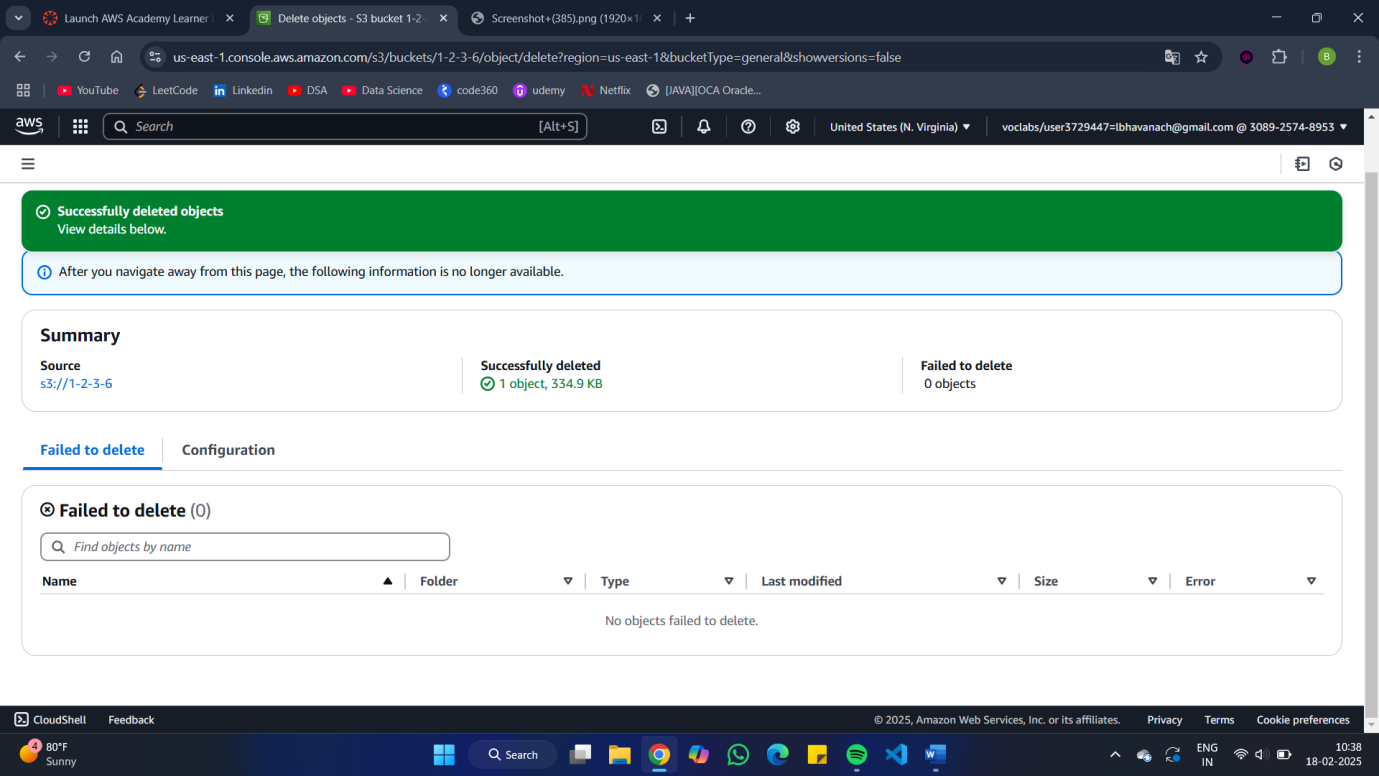 Launch AWS Academy Learner
Delete objects - S3 bucket 1-2-
Screenshot+(385).png (1920×1
us-east-1.console.aws.amazon.com/s3/buckets/1-2-3-6/object/delete?region=us-east-1&bucketType=general&showversions=false
B
YouTube
LeetCode
Linkedin
DSA
Data Science
code360
udemy
Netflix
[JAVA][OCA Oracle...
aws
Search
[Alt+S]
United States (N. Virginia)
voclabs/user3729447=lbhavanach@gmail.com @ 3089-2574-8953
Successfully deleted objects
View details below.
After you navigate away from this page, the following information is no longer available.
Summary
Source
s3://1-2-3-6
Successfully deleted
1 object, 334.9 KB
Failed to delete
0 objects
Failed to delete
Configuration
Failed to delete (0)
Find objects by name
Name
Folder
Type
Last modified
Size
Error
No objects failed to delete.
CloudShell
Feedback
© 2025, Amazon Web Services, Inc. or its affiliates.
Privacy
Terms
Cookie preferences
4
80°F
Sunny
Search
ENG
IN
10:38
18-02-2025